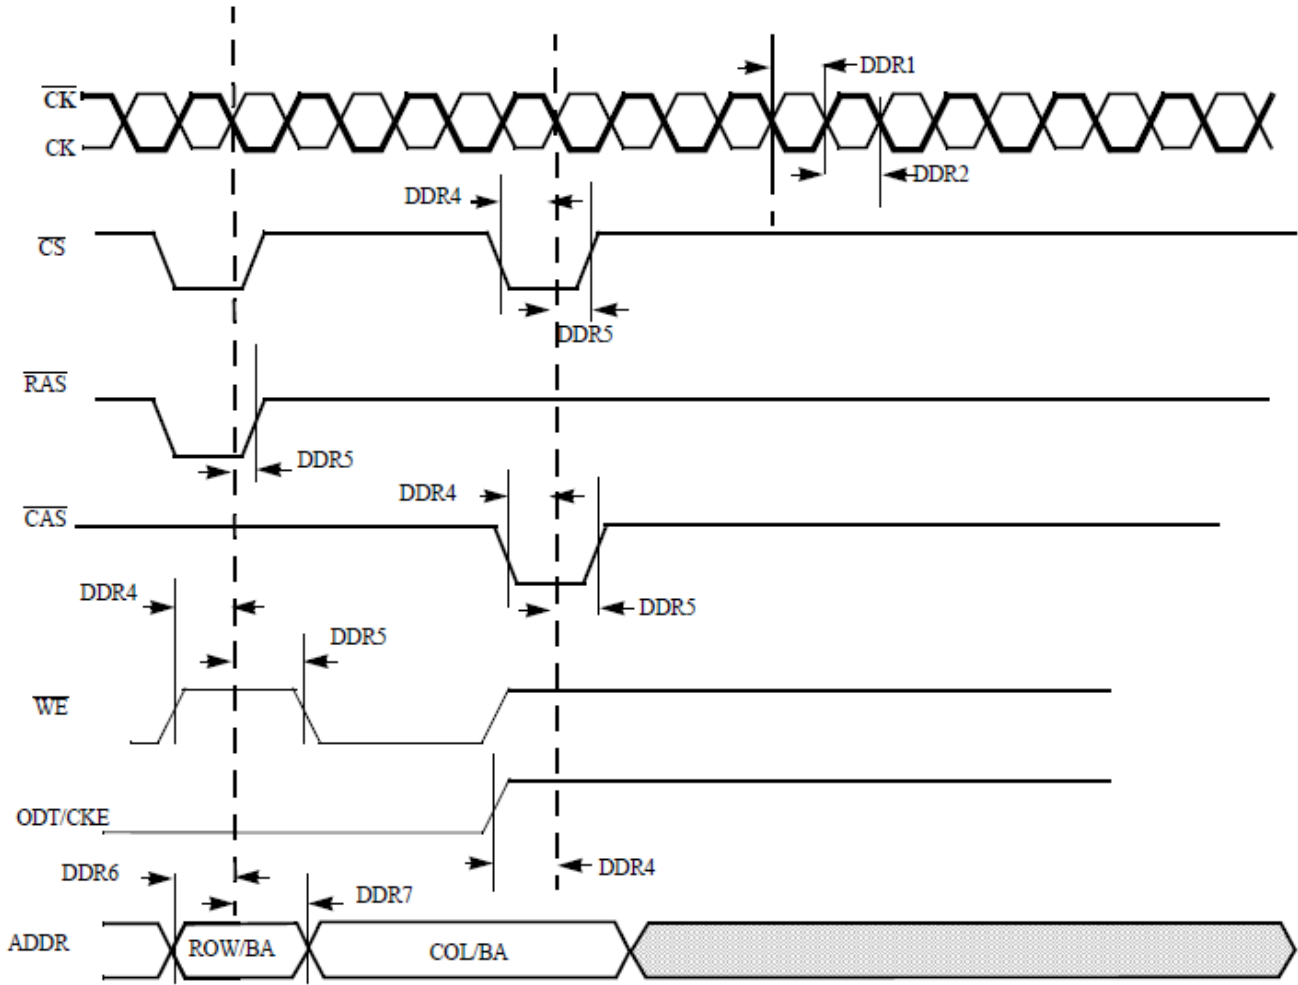 DDR1
CK
CK
DDR2
DDR4
CS
DDR5
RAS
DDR5
DDR4
CAS
DDR4
DDR5
DDR5
WE
ODT/CKE
DDR6
DDR4
DDR7
ADDR
ROW/BA
COL/BA